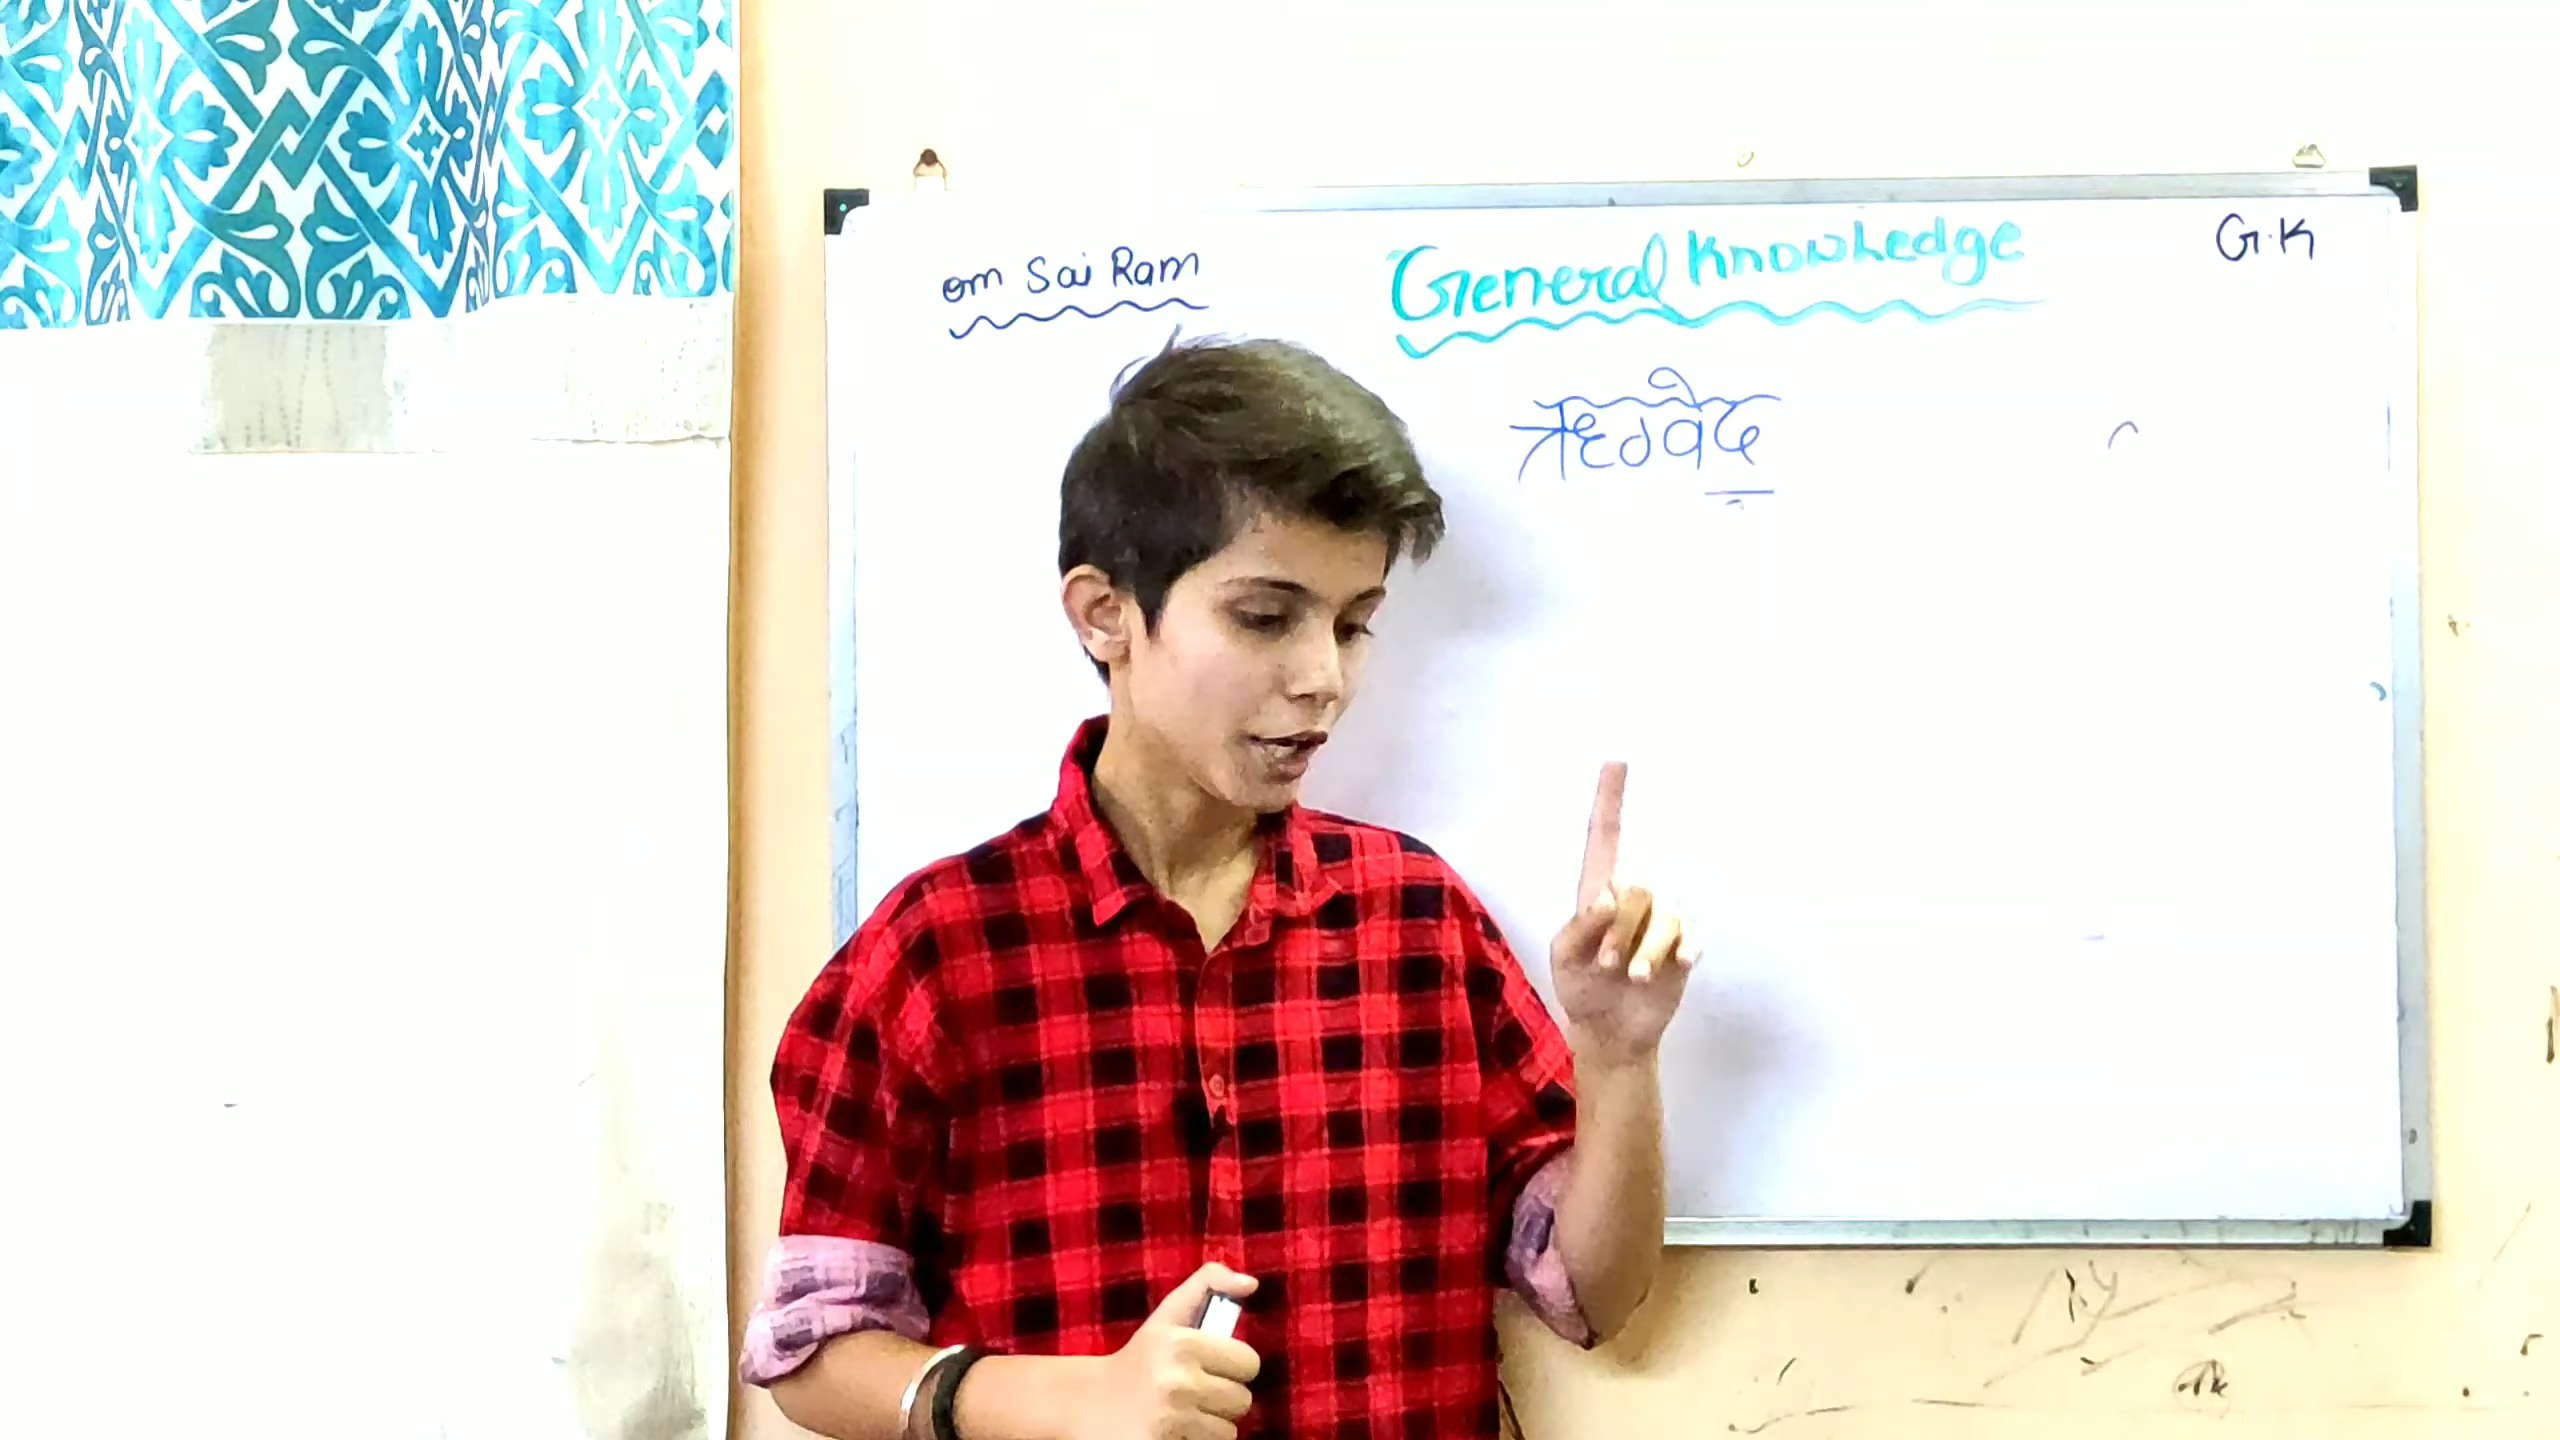 om Sai Ram
General Knowledge
G.K
ऋग्वेद